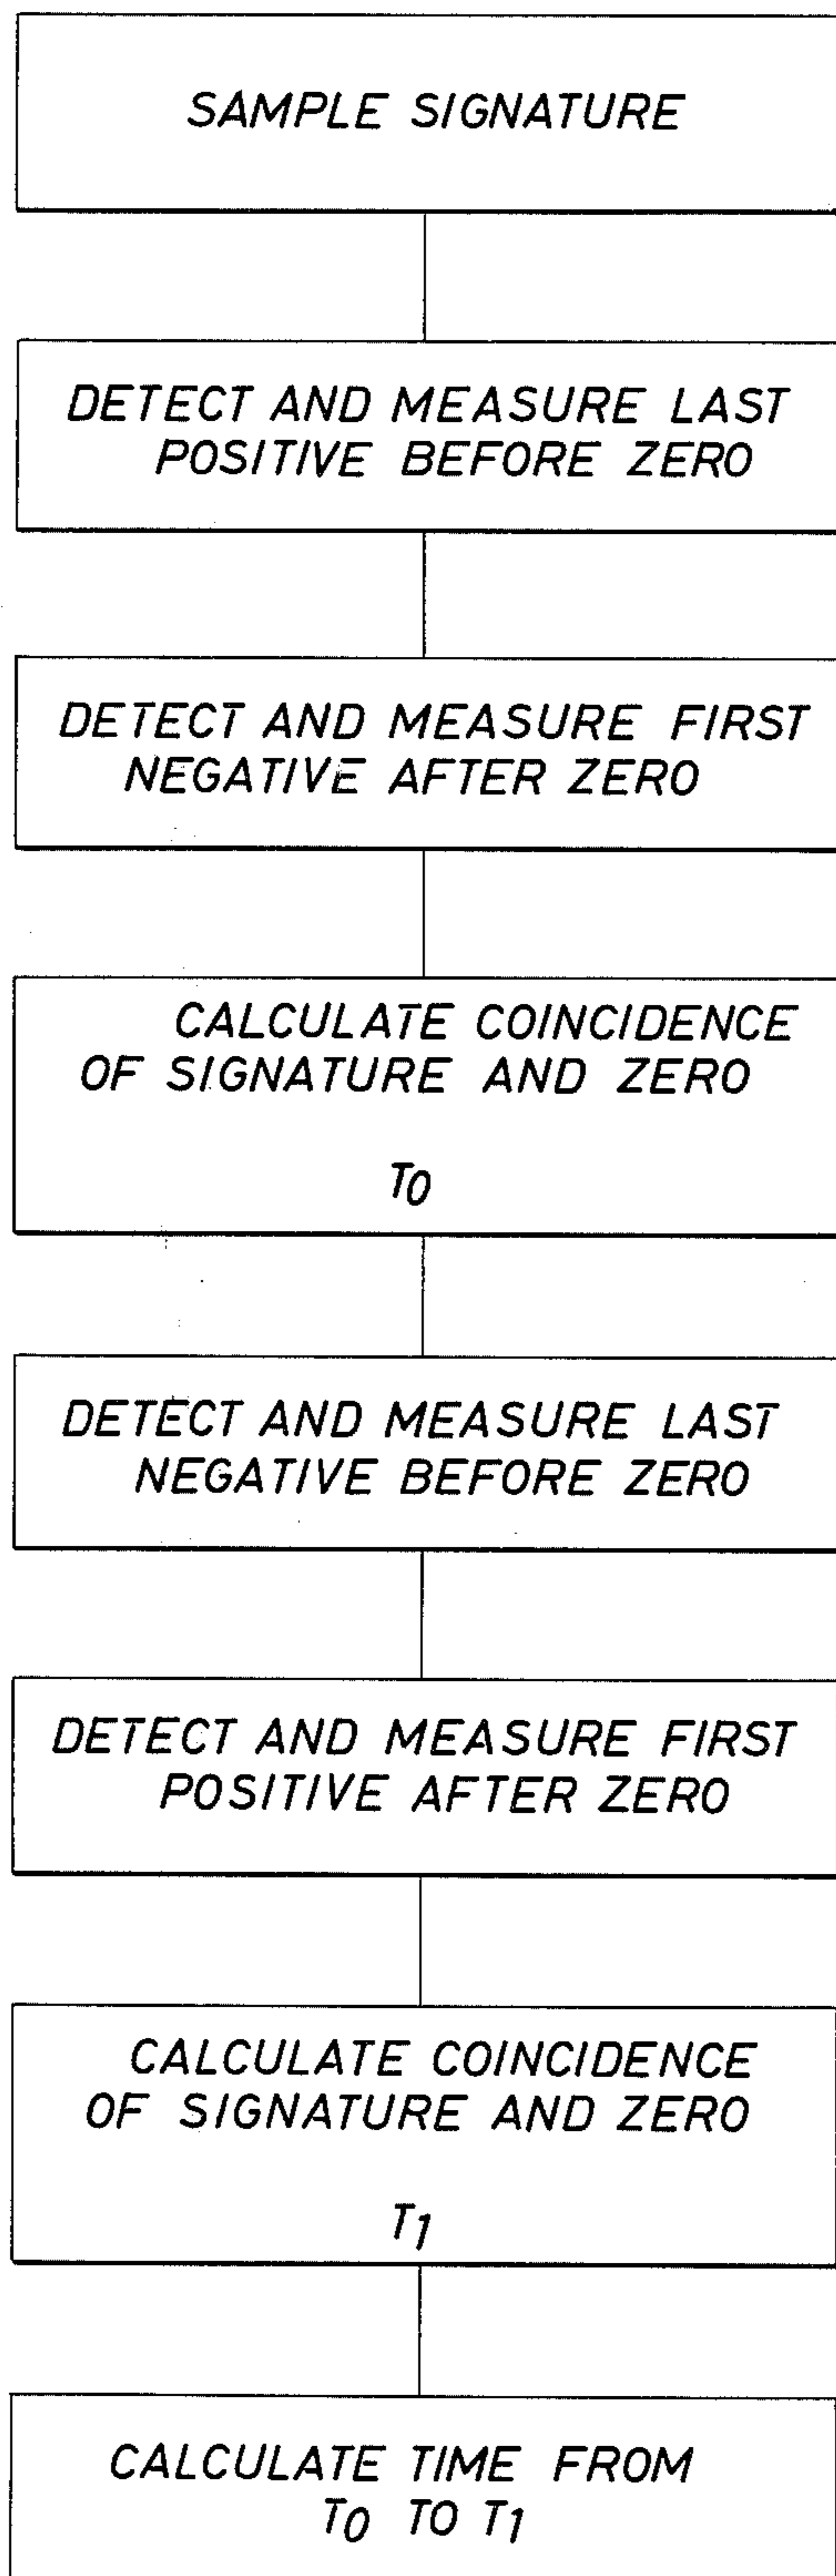 SAMPLE SIGNATURE
DETECT AND MEASURE LAST
POSITIVE BEFORE ZERO
DETECT AND MEASURE FIRST
NEGATIVE AFTER ZERO
CALCULATE COINCIDENCE
OF SIGNATURE AND ZERO
T0
DETECT AND MEASURE LAST
NEGATIVE BEFORE ZERO
DETECT AND MEASURE FIRST
POSITIVE AFTER ZERO
CALCULATE COINCIDENCE
OF SIGNATURE AND ZERO
T1
CALCULATE TIME FROM
T0 TO T1